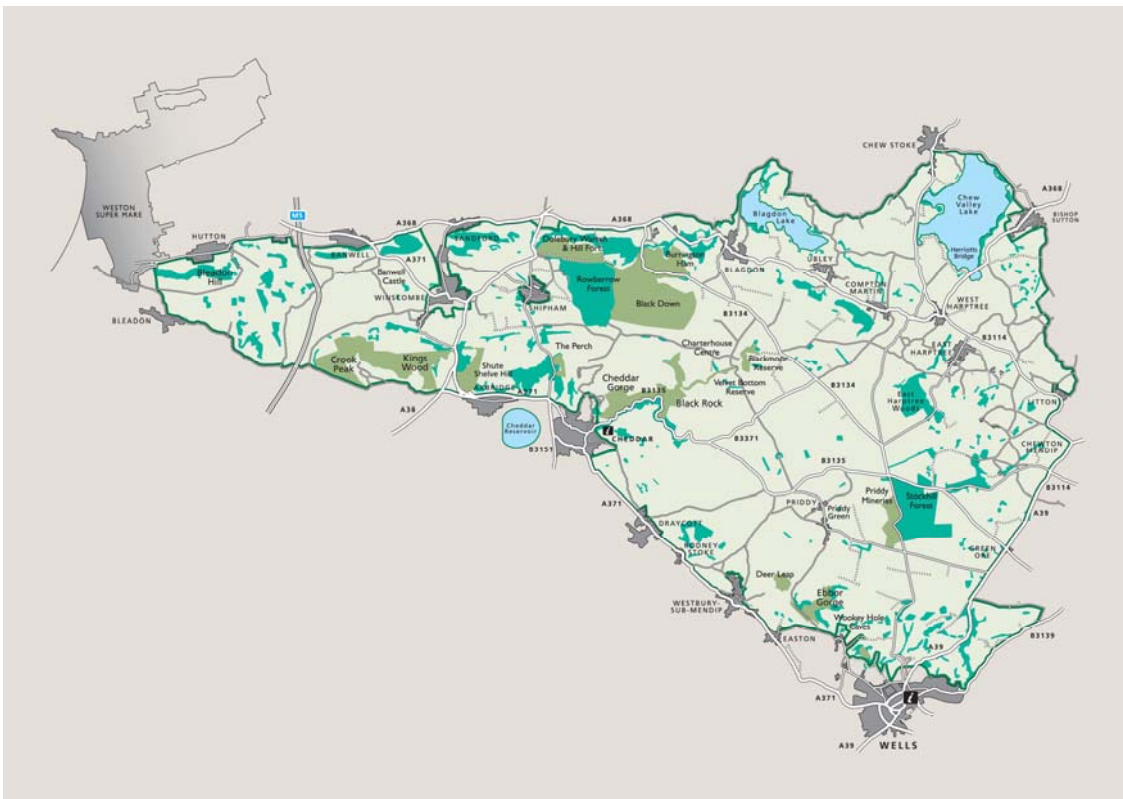 CHEW STOKE
A368
WESTON
SUPER MARE
M5
A368
A368
Chew
Valley
Lake
BISHOP
SUTTON
HUTTON
Blagdon
Lake
Herriotts
Bridge
BANWELL
A371
SANDFORD
Dolebury Warren
& Hill Fort
Burrington
Ham
UBLEY
BLAGDON
Bleadon
Hill
Banwell
Castle
WINSCOMBE
SHIPHAM
Rowberrow
Forest
Black Down
COMPTON
MARTIN
WEST
HARPTREE
BLEADON
B3134
B3114
EAST
HARPTREE
The Perch
Charterhouse
Centre
Blackmoor
Reserve
Crook
Peak
Kings
Wood
Shute
Shelve Hill
AXBRIDGE
A371
Cheddar
Gorge
B3135
Black Rock
Velvet Bottom
Reserve
B3134
East
Harptree
Woods
LITTON
A38
Cheddar
Reservoir
B3151
CHEDDAR
B3371
CHEWTON
MENDIP
B3135
B3114
A371
PRIDDY
Priddy
Green
Priddy
Mineries
Stockhill
Forest
A39
DRAYCOTT
RODNEY
STOKE
GREEN
ORE
Deer Leap
Ebbor
Gorge
WESTBURY-
SUB-MENDIP
Wookey Hole
Caves
EASTON
A39
B3139
A371
i
i
A39
WELLS